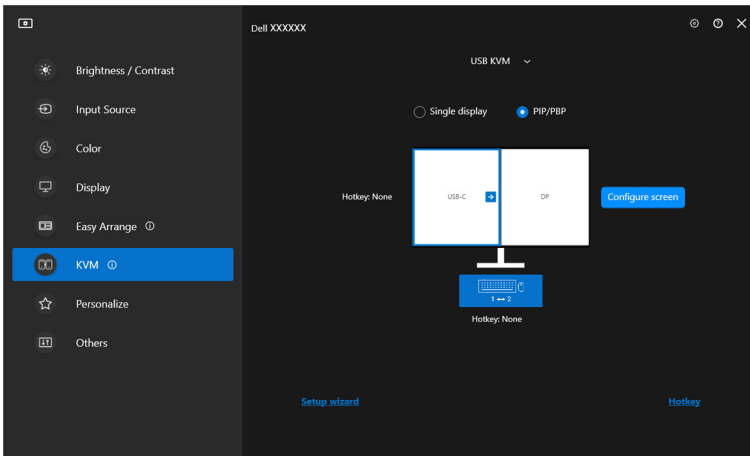 Dell XXXXXX
Brightness / Contrast
Input Source
Color
Display
Easy Arrange
KVM
Personalize
Others
USB KVM
Single display
PIP/PBP
Hotkey: None
USB-C
DP
Configure screen
1 ↔ 2
Hotkey: None
Setup wizard
Hotkey